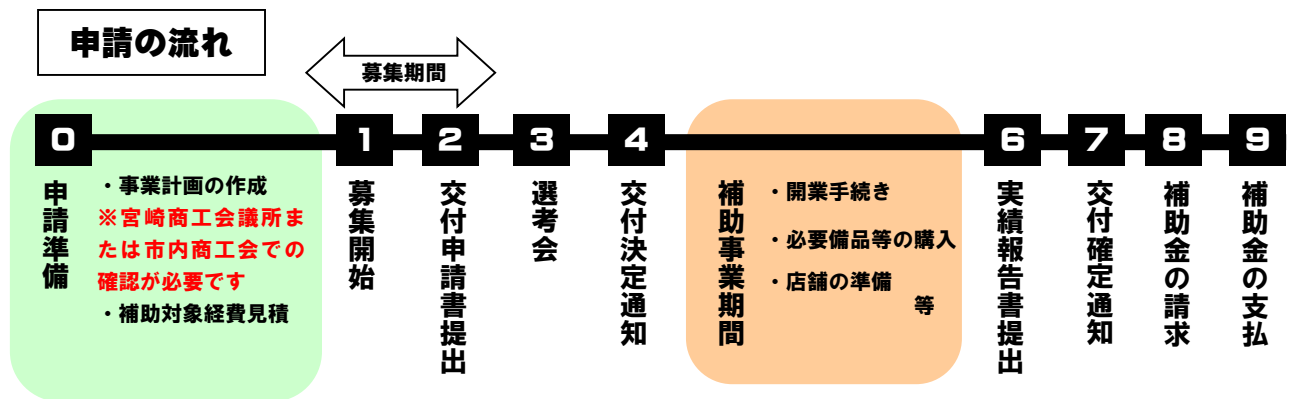 申請の流れ
募集期間
0
申請準備
・事業計画の作成
※宮崎商工会議所ま
たは市内商工会での
確認が必要です
・補助対象経費見積
1
募集開始
2
交付申請書提出
3
選考会
4
交付決定通知
補助事業期間
・開業手続き
・必要備品等の購入
・店舗の準備
等
6
実績報告書提出
7
交付確定通知
8
補助金の請求
9
補助金の支払